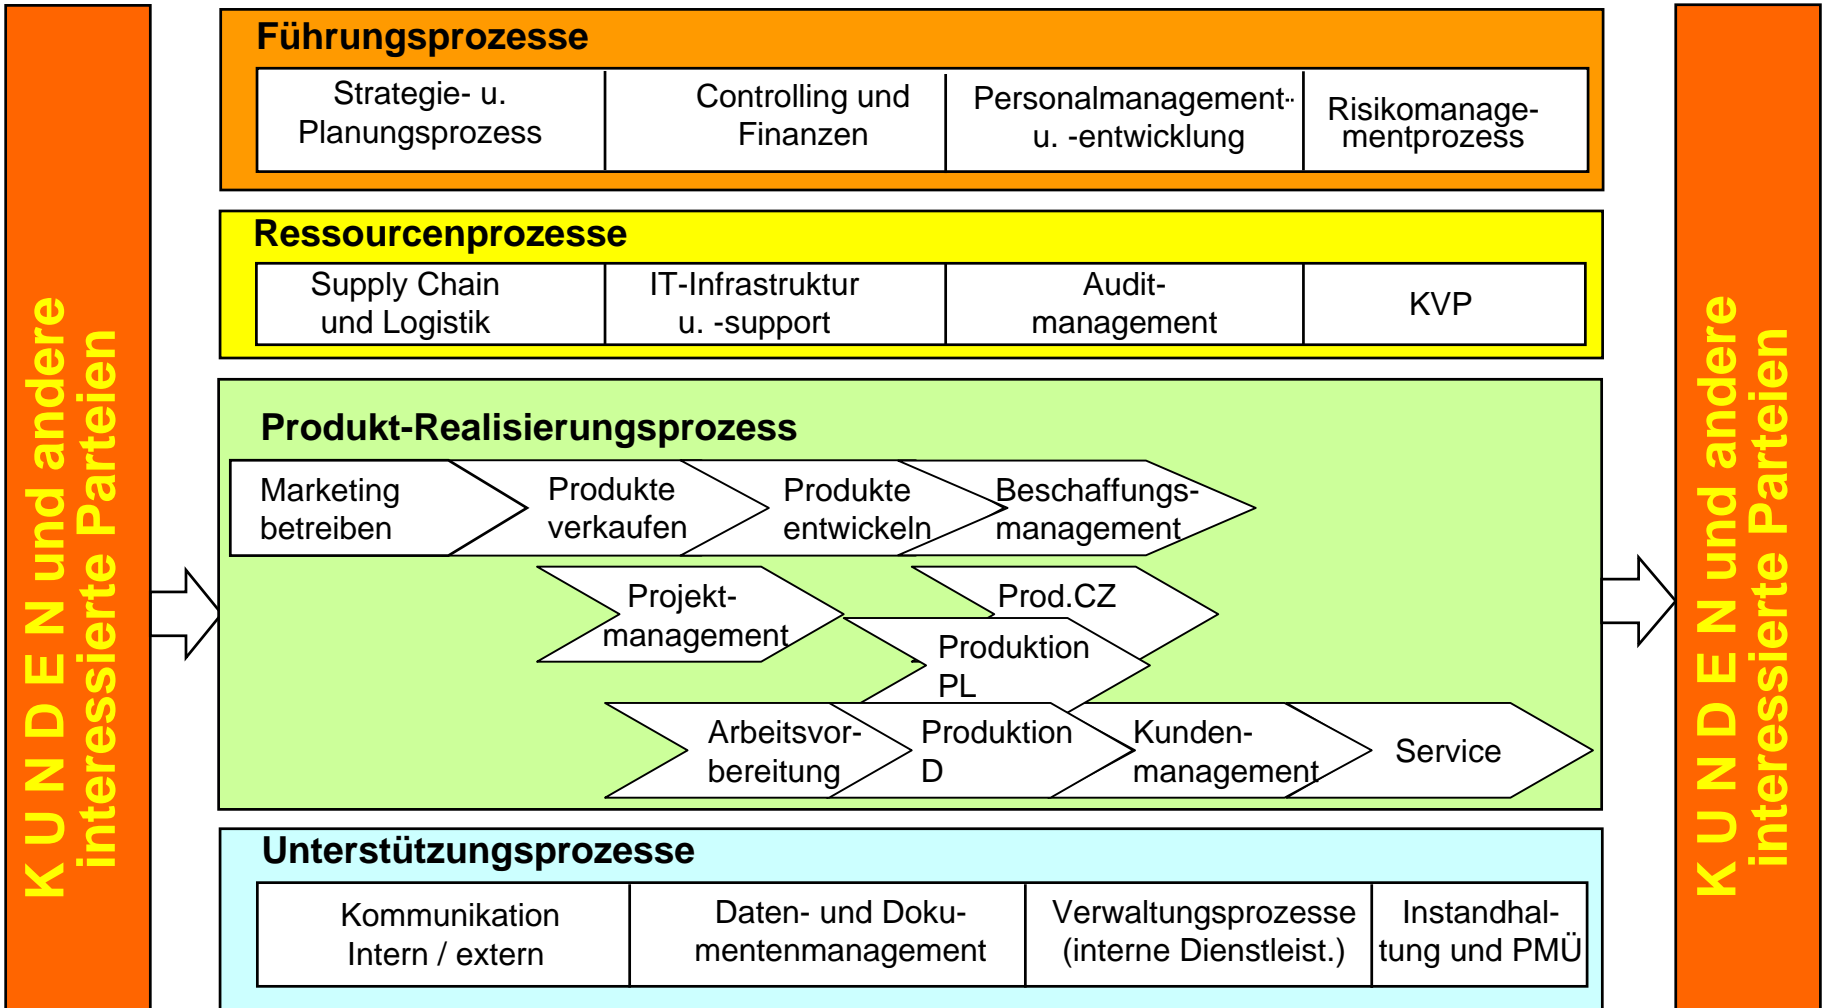 K U N D E N und andere
interessierte Parteien
Führungsprozesse
Strategie- u.
Planungsprozess
Controlling und
Finanzen
Personalmanagement-
u. -entwicklung
Risikomanage-
mentprozess
Ressourcenprozesse
Supply Chain
und Logistik
IT-Infrastruktur
u. -support
Audit-
management
KVP
Produkt-Realisierungsprozess
Marketing
betreiben
Produkte
verkaufen
Produkte
entwickeln
Beschaffungs-
management
Projekt-
management
Prod.CZ
Produktion
PL
Arbeitsvor-
bereitung
Produktion
D
Kunden-
management
Service
Unterstützungsprozesse
Kommunikation
Intern / extern
Daten- und Doku-
mentenmanagement
Verwaltungsprozesse
(interne Dienstleist.)
Instandhal-
tung und PMÜ
K U N D E N und andere
interessierte Parteien